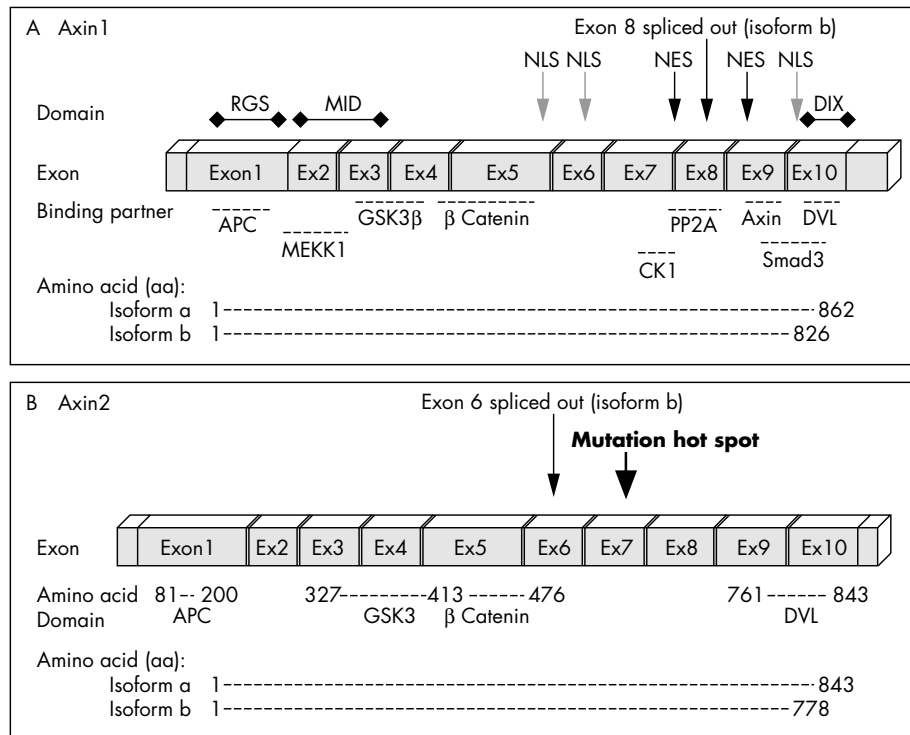 A Axin1
Exon 8 spliced out (isoform b)
NLS NLS NES NES NLS
Domain RGS MID DIX
Exon Exon1 Ex2 Ex3 Ex4 Ex5 Ex6 Ex7 Ex8 Ex9 Ex10
Binding partner APC MEKK1 GSK3β β Catenin CK1 PP2A Axin Smad3 DVL
Amino acid (aa):
Isoform a 1 862
Isoform b 1 826
B Axin2
Exon 6 spliced out (isoform b)
Mutation hot spot
Exon Exon1 Ex2 Ex3 Ex4 Ex5 Ex6 Ex7 Ex8 Ex9 Ex10
Amino acid 81-- 200 327----------413 ------ 476 761 ------ 843
Domain APC GSK3 β Catenin DVL
Amino acid (aa):
Isoform a 1 843
Isoform b 1 778